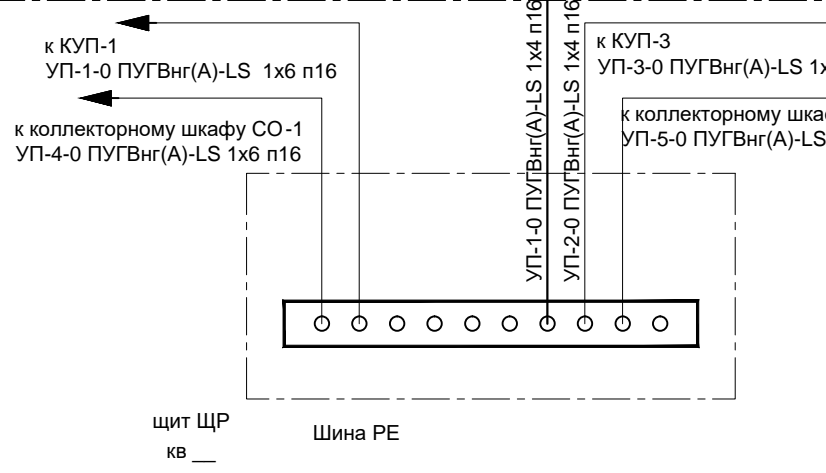 к КУП-1
УП-1-0 ПУГВнг(А)-LS 1х6 п16
к коллекторному шкафу СО-1
УП-4-0 ПУГВнг(А)-LS 1х6 п16
УП-1-0 ПУГВнг(А)-LS 1х4 п16
УП-2-0 ПУГВнг(А)-LS 1х4 п16
к КУП-3
УП-3-0 ПУГВнг(А)-LS
к коллекторному
УП-5-0 ПУГВнг(А)-LS
щит ЩР
кв __
Шина PE